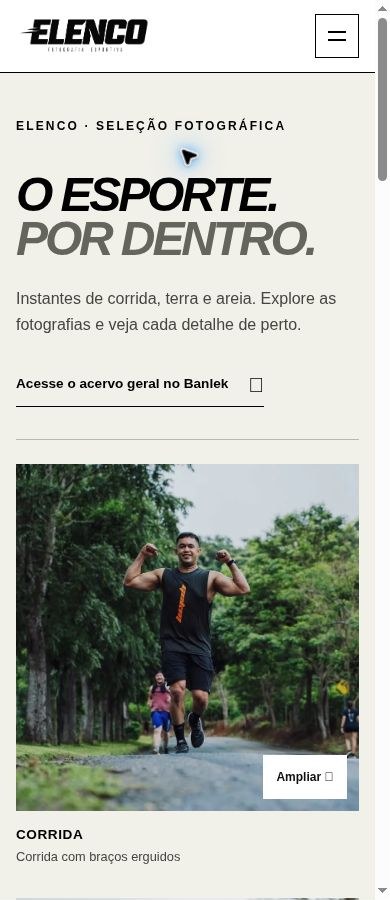 ELENCO
FOTOGRAFIA ESPORTIVA
ELENCO · SELEÇÃO FOTOGRÁFICA
O ESPORTE.
POR DENTRO.
Instantes de corrida, terra e areia. Explore as
fotografias e veja cada detalhe de perto.
Acesse o acervo geral no Banlek
Ampliar
CORRIDA
Corrida com braços erguidos